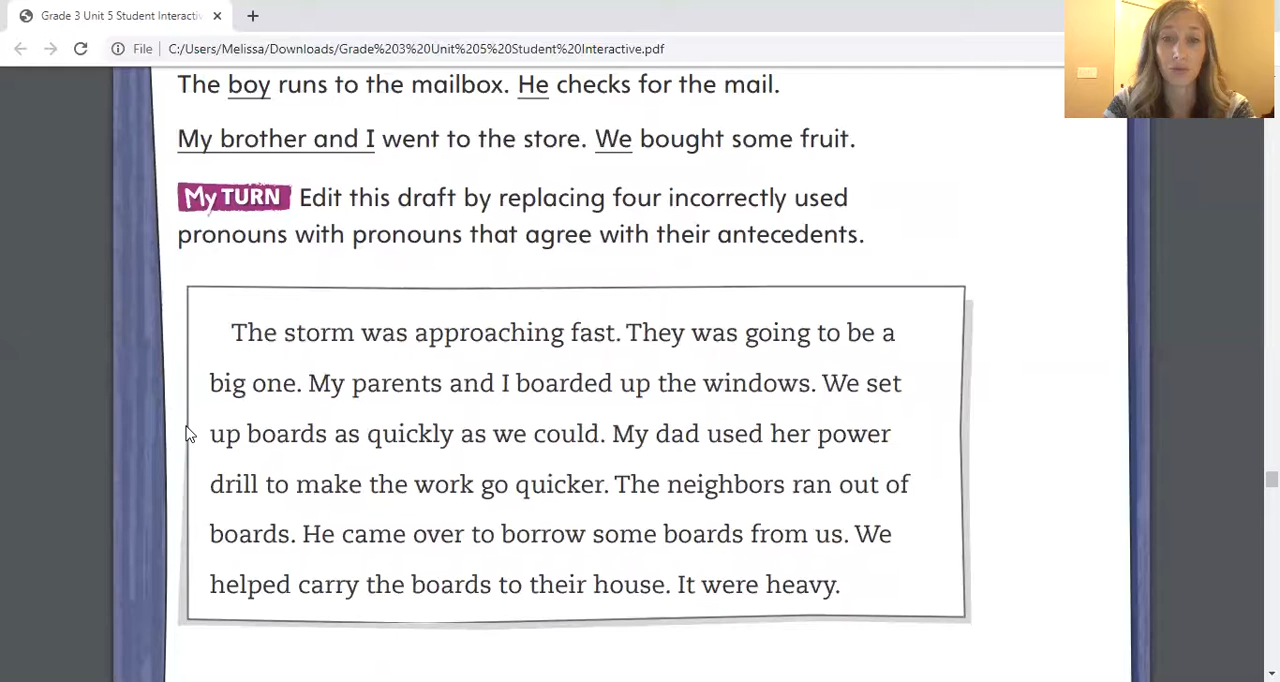 Grade 3 Unit 5 Student Interactiv
File C:/Users/Melissa/Downloads/Grade%203%20Unit%205%20Student%20Interactive.pdf
The boy runs to the mailbox. He checks for the mail.
My brother and I went to the store. We bought some fruit.
My TURN Edit this draft by replacing four incorrectly used
pronouns with pronouns that agree with their antecedents.
The storm was approaching fast. They was going to be a
big one. My parents and I boarded up the windows. We set
up boards as quickly as we could. My dad used her power
drill to make the work go quicker. The neighbors ran out of
boards. He came over to borrow some boards from us. We
helped carry the boards to their house. It were heavy.